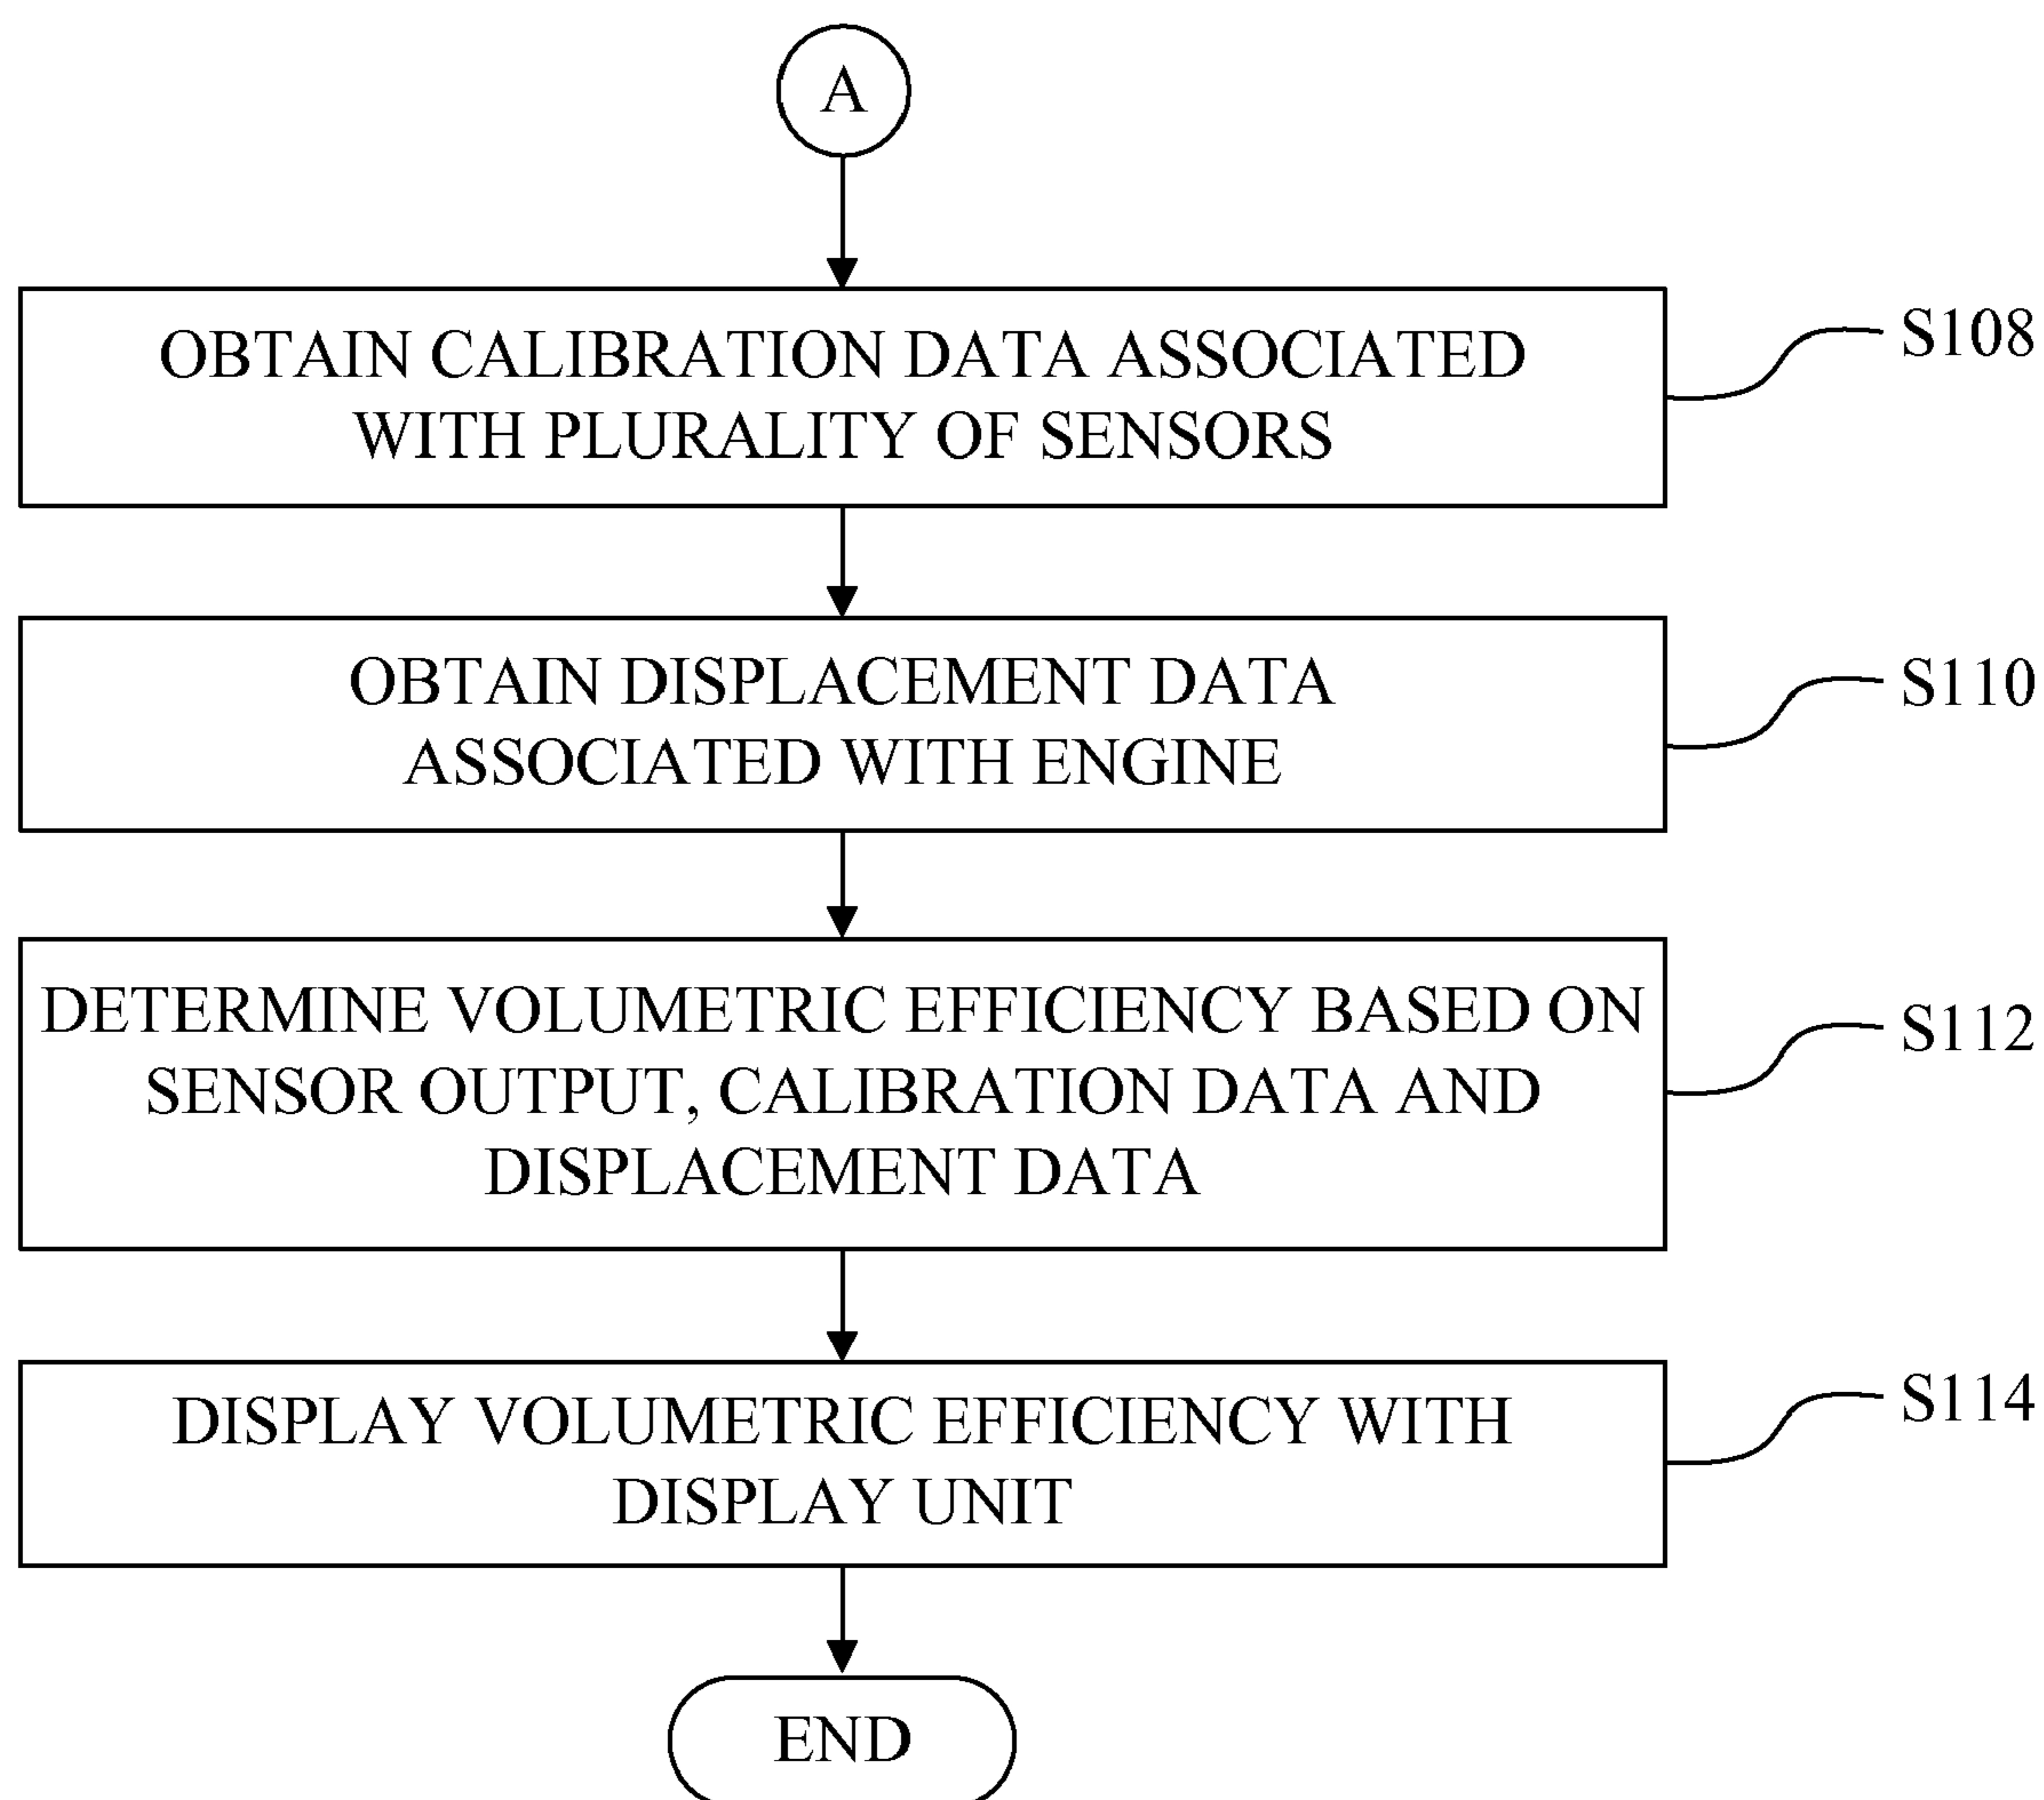 A
OBTAIN CALIBRATION DATA ASSOCIATED
WITH PLURALITY OF SENSORS
S108
OBTAIN DISPLACEMENT DATA
ASSOCIATED WITH ENGINE
S110
DETERMINE VOLUMETRIC EFFICIENCY BASED ON
SENSOR OUTPUT, CALIBRATION DATA AND
DISPLACEMENT DATA
S112
DISPLAY VOLUMETRIC EFFICIENCY WITH
DISPLAY UNIT
S114
END